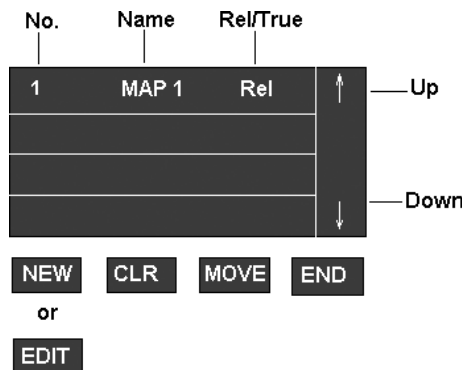 No. Name Rel/True
1 MAP 1 Rel
Up
Down
NEW CLR MOVE END
or
EDIT